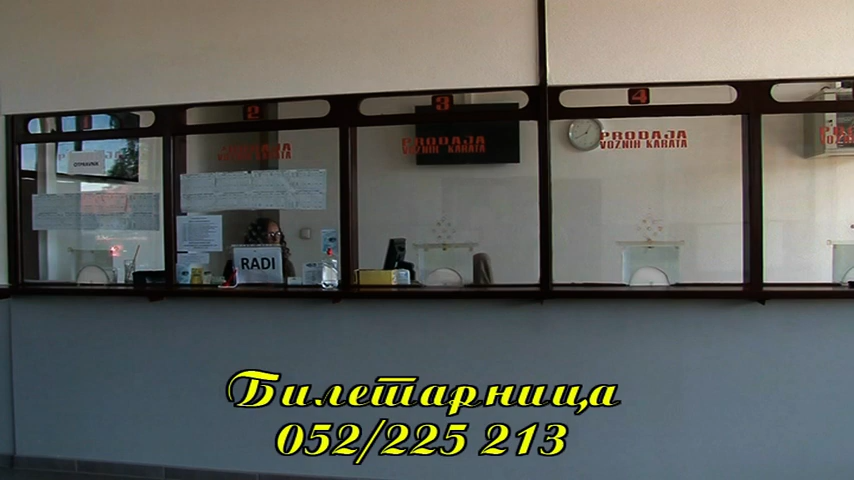 2
3
4
PRODAJA
VOZNIH KARATA
PRODAJA
VOZNIH KARATA
PRODAJA
VOZNIH KARATA
RADI
Билетарница
052/225 213